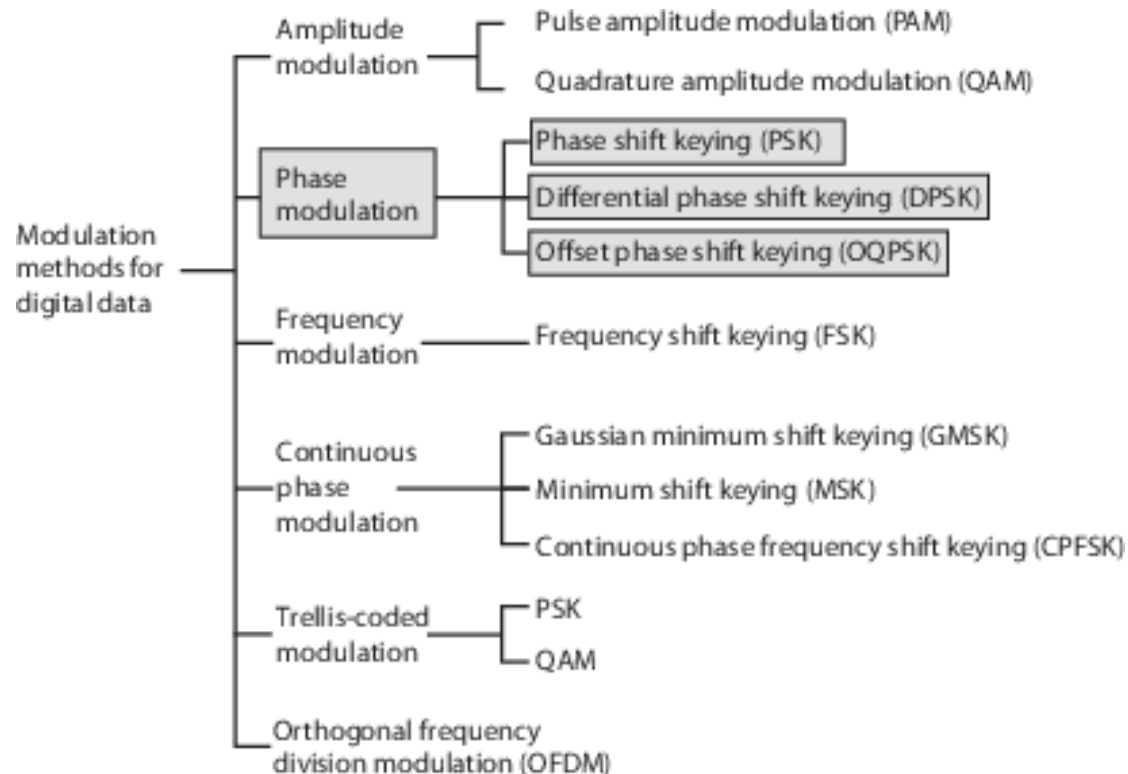 Modulation
methods for
digital data
Amplitude
modulation
Pulse amplitude modulation (PAM)
Quadrature amplitude modulation (QAM)
Phase
modulation
Phase shift keying (PSK)
Differential phase shift keying (DPSK)
Offset phase shift keying (OQPSK)
Frequency
modulation
Frequency shift keying (FSK)
Continuous
phase
modulation
Gaussian minimum shift keying (GMSK)
Minimum shift keying (MSK)
Continuous phase frequency shift keying (CPFSK)
Trellis-coded
modulation
PSK
QAM
Orthogonal frequency
division modulation (OFDM)